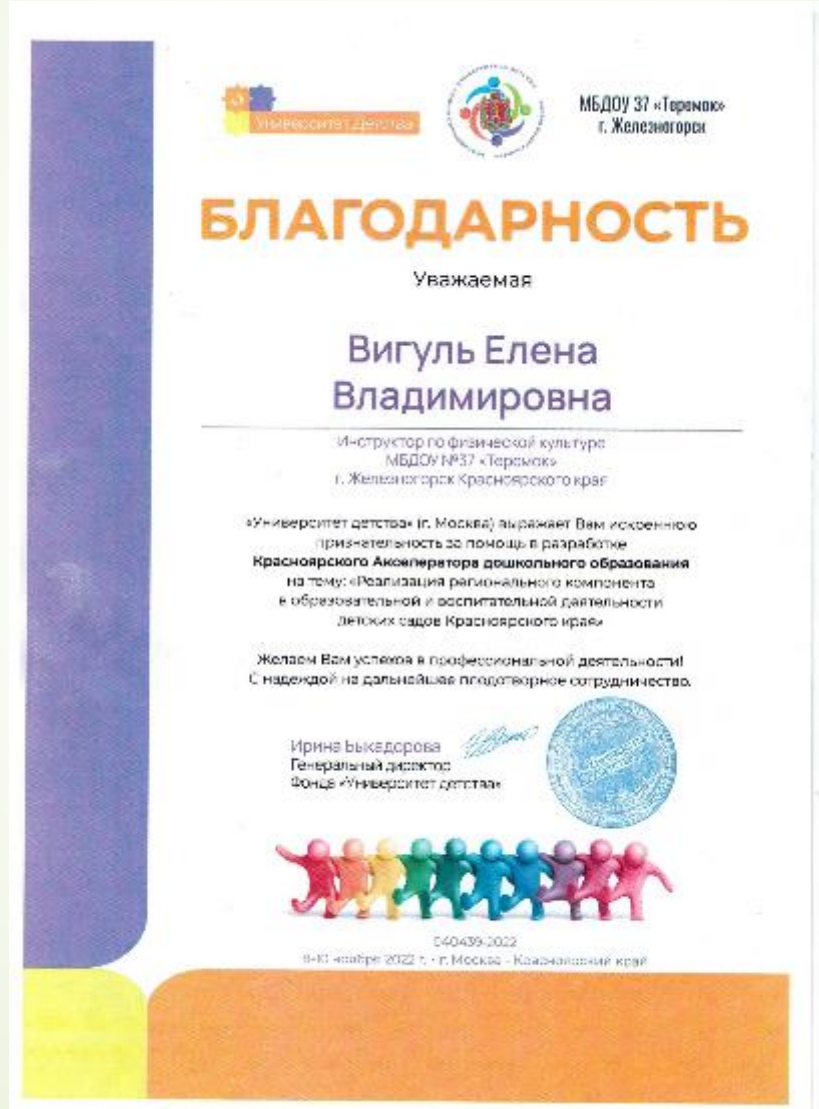 Университет детства
МБДОУ 37 «Теремок»
г. Железногорск
БЛАГОДАРНОСТЬ
Уважаемая
Вигуль Елена
Владимировна
Инструктор по физической культуре
МБДОУ №37 «Теремок»
г. Железногорск Красноярского края
«Университет детства» (г. Москва) выражает Вам искреннюю
признательность за помощь в разработке
Красноярского Акселератора дошкольного образования
на тему: «Реализация регионального компонента
в образовательной и воспитательной деятельности
детских садов Красноярского края»
Желаем Вам успехов в профессиональной деятельности!
С надеждой на дальнейшее плодотворное сотрудничество.
Ирина Быкадорова
Генеральный директор
Фонда «Университет детства»
040439-2022
8-10 ноября 2022 г. - г. Москва - Красноярский край